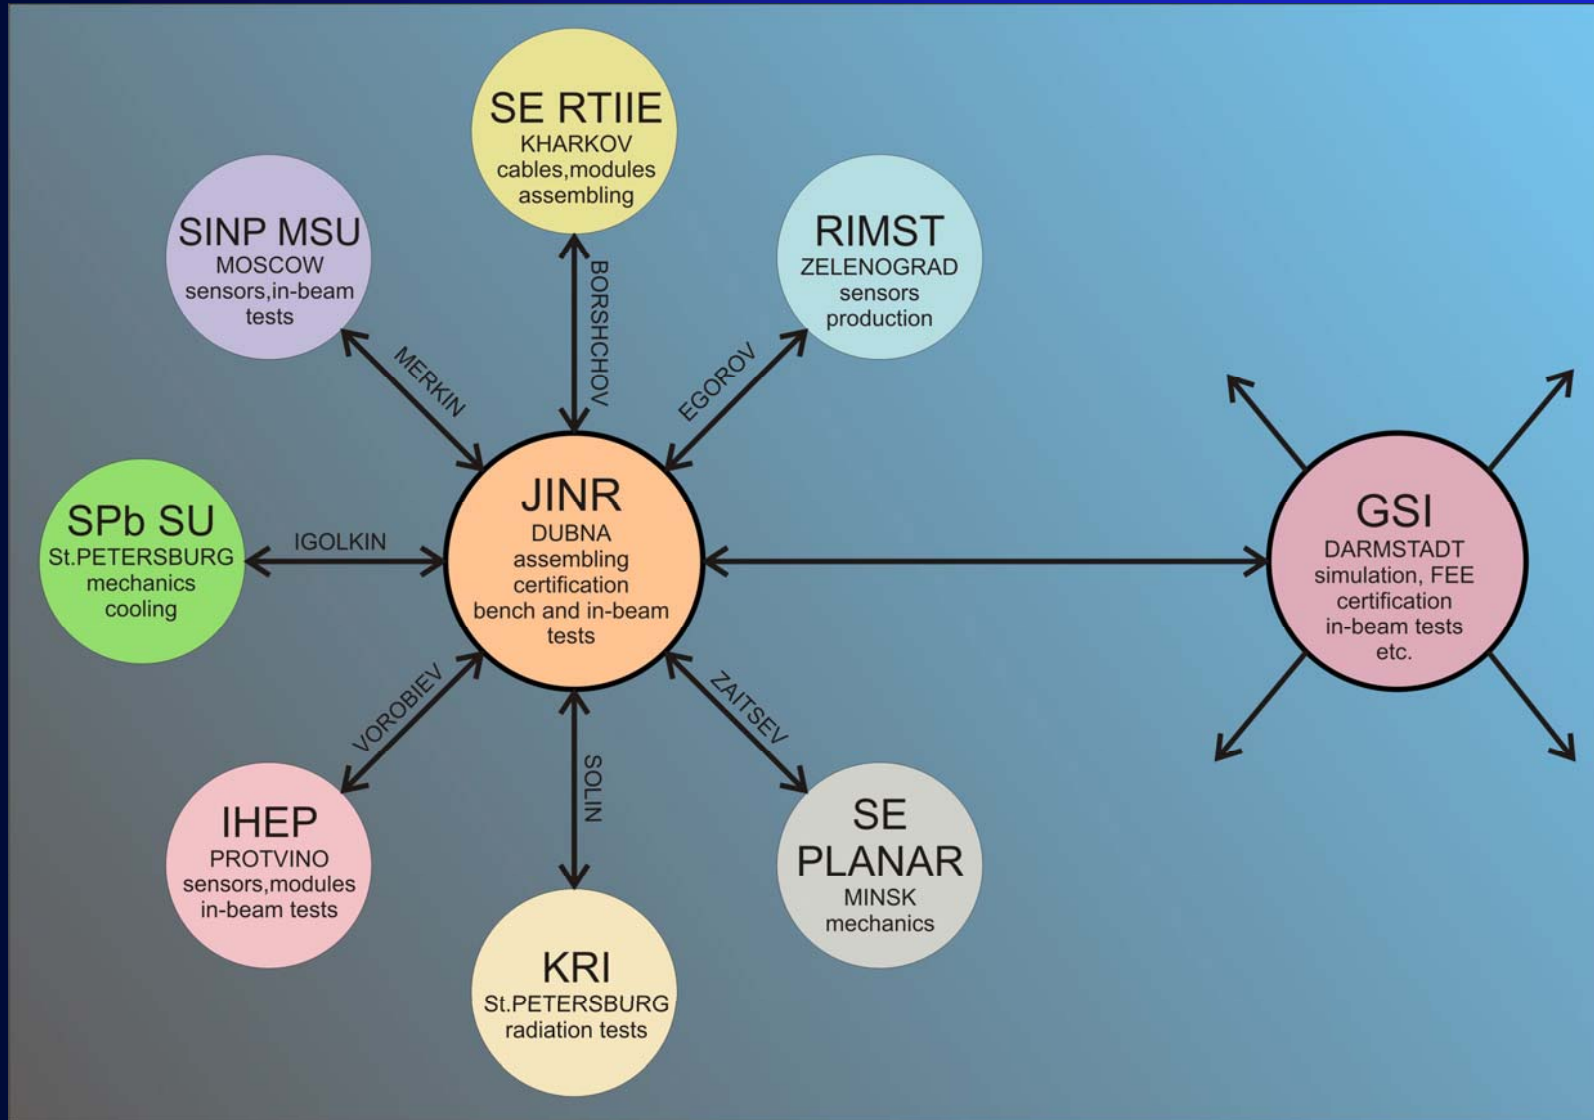 SE RTIIE
KHARKOV
cables,modules
assembling
SINP MSU
MOSCOW
sensors,in-beam
tests
RIMST
ZELENOGRAD
sensors
production
MERKIN
BORSHCHOV
EGOROV
SPb SU
St.PETERSBURG
mechanics
cooling
IGOLKIN
JINR
DUBNA
assembling
certification
bench and in-beam
tests
GSI
DARMSTADT
simulation, FEE
certification
in-beam tests
etc.
VOROBIEV
SOLIN
ZAITSEV
IHEP
PROTVINO
sensors,modules
in-beam tests
KRI
St.PETERSBURG
radiation tests
SE
PLANAR
MINSK
mechanics